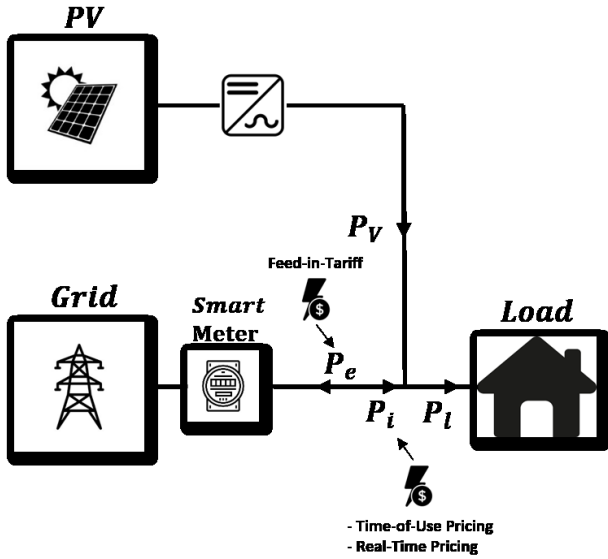 PV
P_V
Feed-in-Tariff
$
Grid
Smart
Meter
Load
P_e
P_i
P_l
$
- Time-of-Use Pricing
- Real-Time Pricing